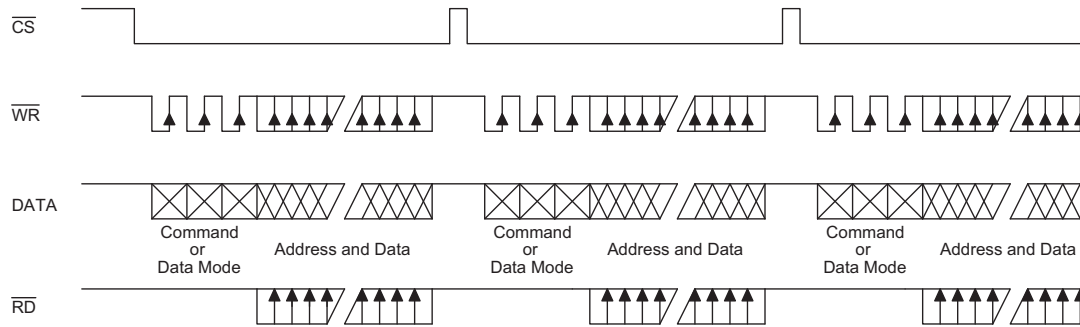 CS
WR
DATA
Command
or
Data Mode
Address and Data
Command
or
Data Mode
Address and Data
Command
or
Data Mode
Address and Data
RD